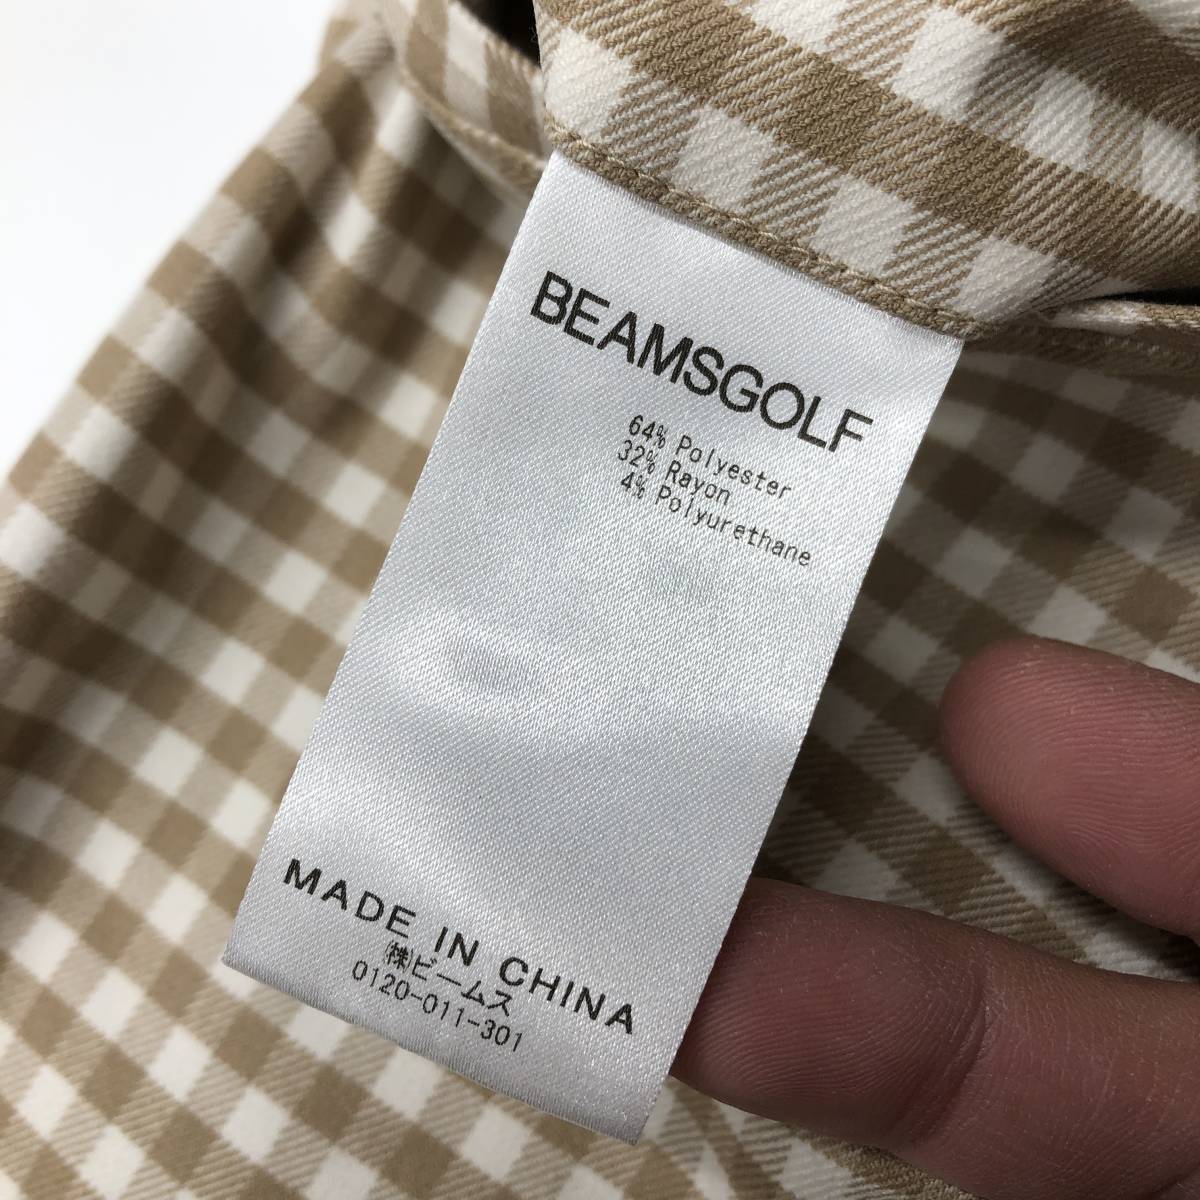 BEAMSGOLF
64% Polyester
32% Rayon
4% Polyurethane
MADE IN CHINA
㈱ビームス
0120-011-301